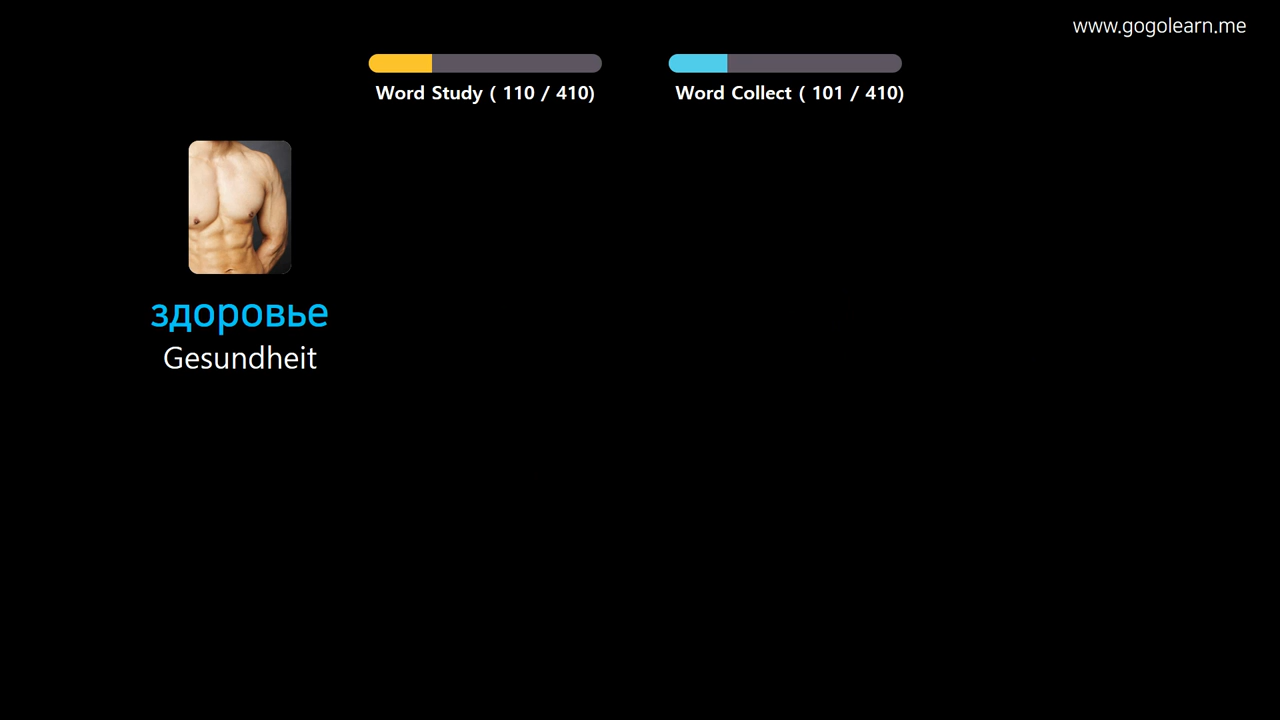 www.gogolearn.me
Word Study ( 110 / 410)
Word Collect ( 101 / 410)
здоровье
Gesundheit